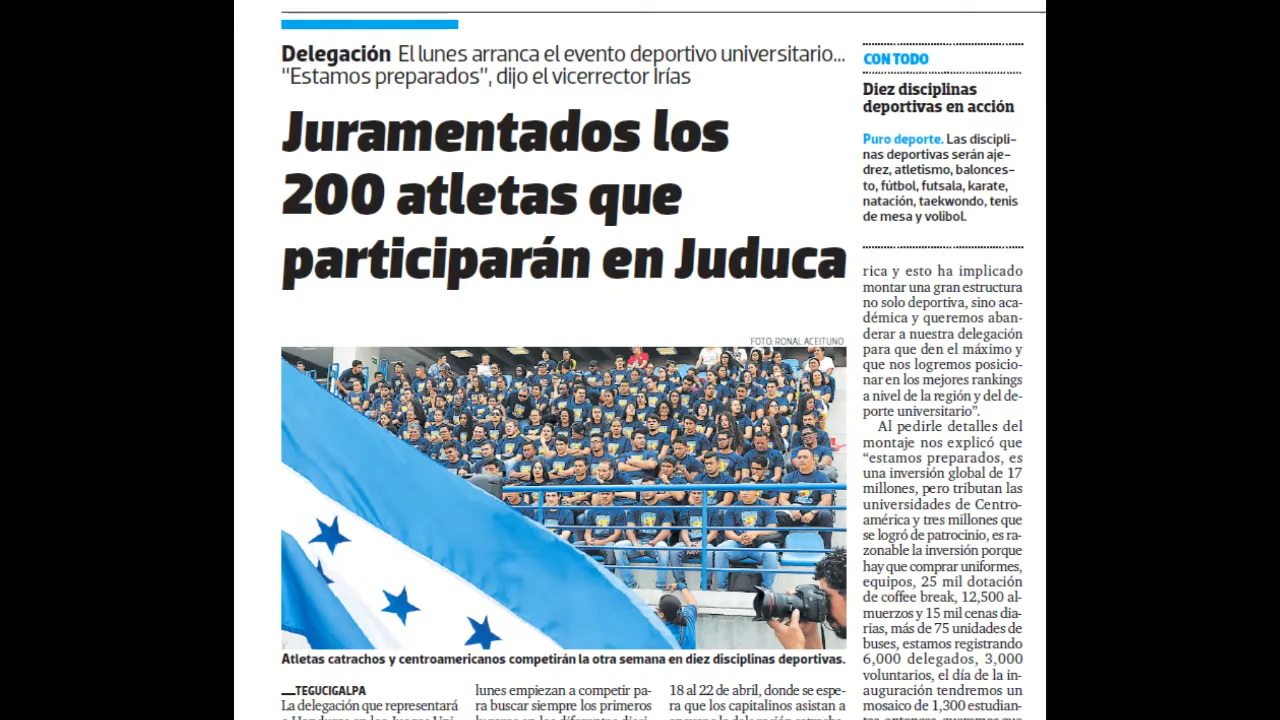 Delegación El lunes arranca el evento deportivo universitario...
“Estamos preparados”, dijo el vicerrector Irías
Juramentados los
200 atletas que
participarán en Juduca
FOTO: RONAL ACEITUNO
Atletas catrachos y centroamericanos competirán la otra semana en diez disciplinas deportivas.
TEGUCIGALPA
La delegación que representará
a Honduras en los Juegos Uni-
lunes empiezan a competir pa-
ra buscar siempre los primeros
lugares en las diferentes disci-
18 al 22 de abril, donde se espe-
ra que los capitalinos asistan a
CON TODO
Diez disciplinas
deportivas en acción
Puro deporte. Las discipli-
nas deportivas serán aje-
drez, atletismo, balonces-
to, fútbol, futsala, karate,
natación, taekwondo, tenis
de mesa y volibol.
rica y esto ha implicado
montar una gran estructura
no solo deportiva, sino aca-
démica y queremos aban-
derar a nuestra delegación
para que den el máximo y
que nos logremos posicio-
nar en los mejores rankings
a nivel de la región y del de-
porte universitario”.
Al pedirle detalles del
montaje nos explicó que
“estamos preparados, es
una inversión global de 17
millones, pero tributan las
universidades de Centro-
américa y tres millones que
se logró de patrocinio, es ra-
zonable la inversión porque
hay que comprar uniformes,
equipos, 25 mil dotación
de coffee break, 12,500 al-
muerzos y 15 mil cenas dia-
rias, más de 75 unidades de
buses, estamos registrando
6,000 delegados, 3,000
voluntarios, el día de la in-
auguración tendremos un
mosaico de 1,300 estudian-